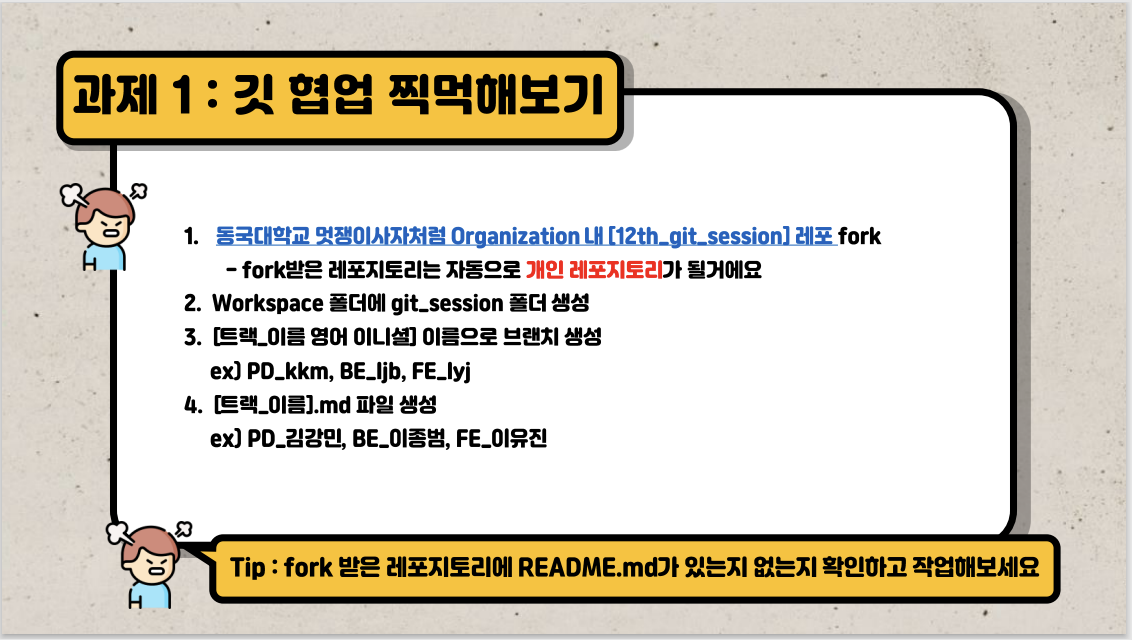 과제 1 : 깃 협업 찍먹해보기
1. 동국대학교 멋쟁이사자처럼 Organization 내 [12th_git_session] 레포 fork
- fork받은 레포지토리는 자동으로 개인 레포지토리가 될거에요
2. Workspace 폴더에 git_session 폴더 생성
3. [트랙_이름 영어 이니셜] 이름으로 브랜치 생성
ex) PD_kkm, BE_ljb, FE_lyj
4. [트랙_이름].md 파일 생성
ex) PD_김강민, BE_이종범, FE_이유진
Tip : fork 받은 레포지토리에 README.md가 있는지 없는지 확인하고 작업해보세요